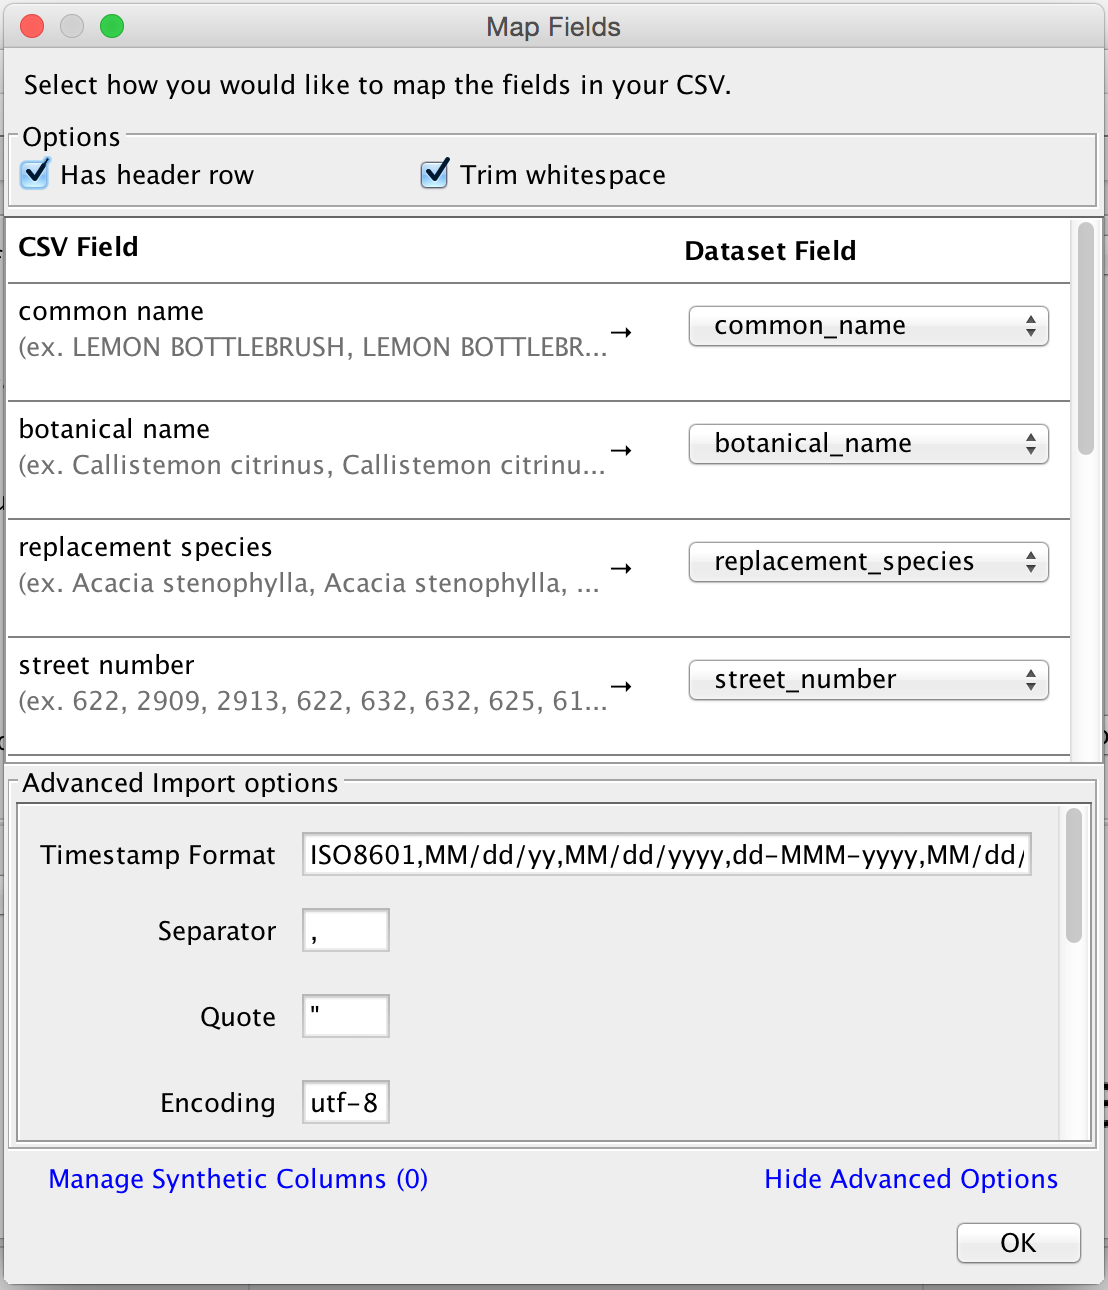 Map Fields
Select how you would like to map the fields in your CSV.
Options
Has header row Trim whitespace
CSV Field Dataset Field
common name
(ex. LEMON BOTTLEBRUSH, LEMON BOTTLEBR... → common_name
botanical name
(ex. Callistemon citrinus, Callistemon citrinu... → botanical_name
replacement species
(ex. Acacia stenophylla, Acacia stenophylla, ... → replacement_species
street number
(ex. 622, 2909, 2913, 622, 632, 632, 625, 61... → street_number
Advanced Import options
Timestamp Format ISO8601,MM/dd/yy,MM/dd/yyyy,dd-MMM-yyyy,MM/dd/
Separator ,
Quote "
Encoding utf-8
Manage Synthetic Columns (0) Hide Advanced Options
OK